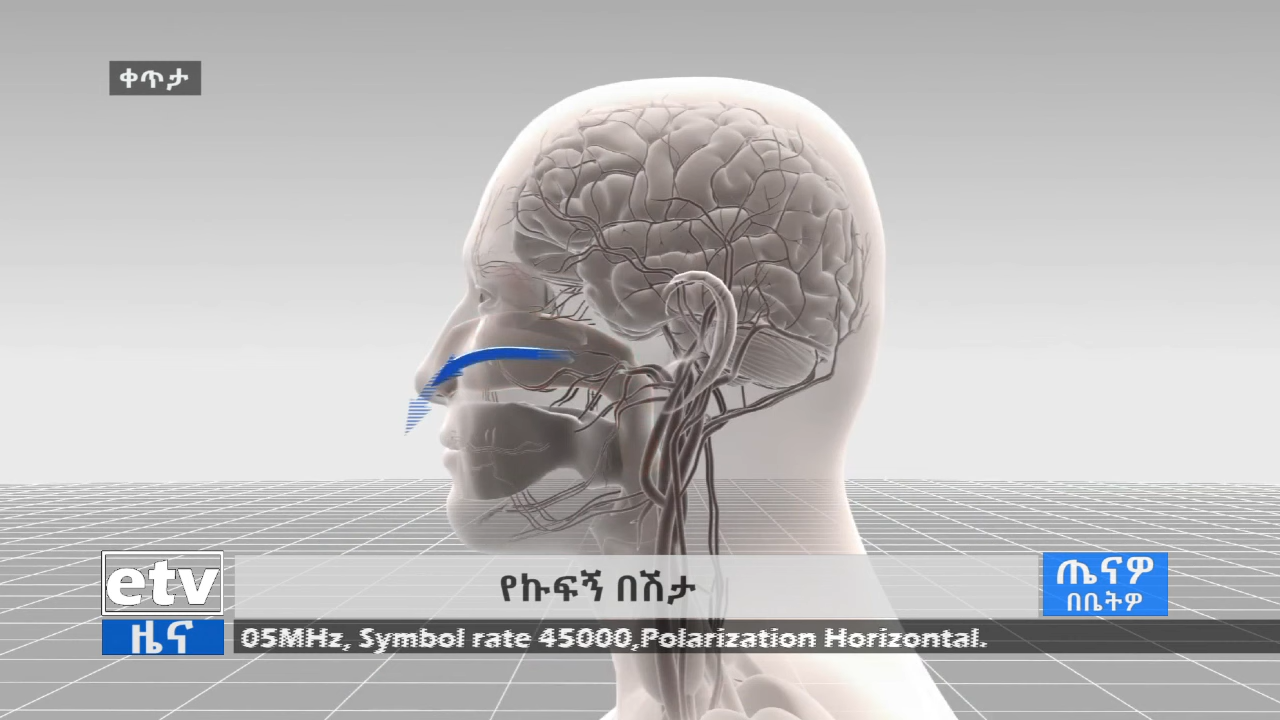 ቀጥታ
etv
የኩፍኝ በሽታ
ጤናዎ
በቤትዎ
ዜና
05MHz, Symbol rate 45000,Polarization Horizontal.